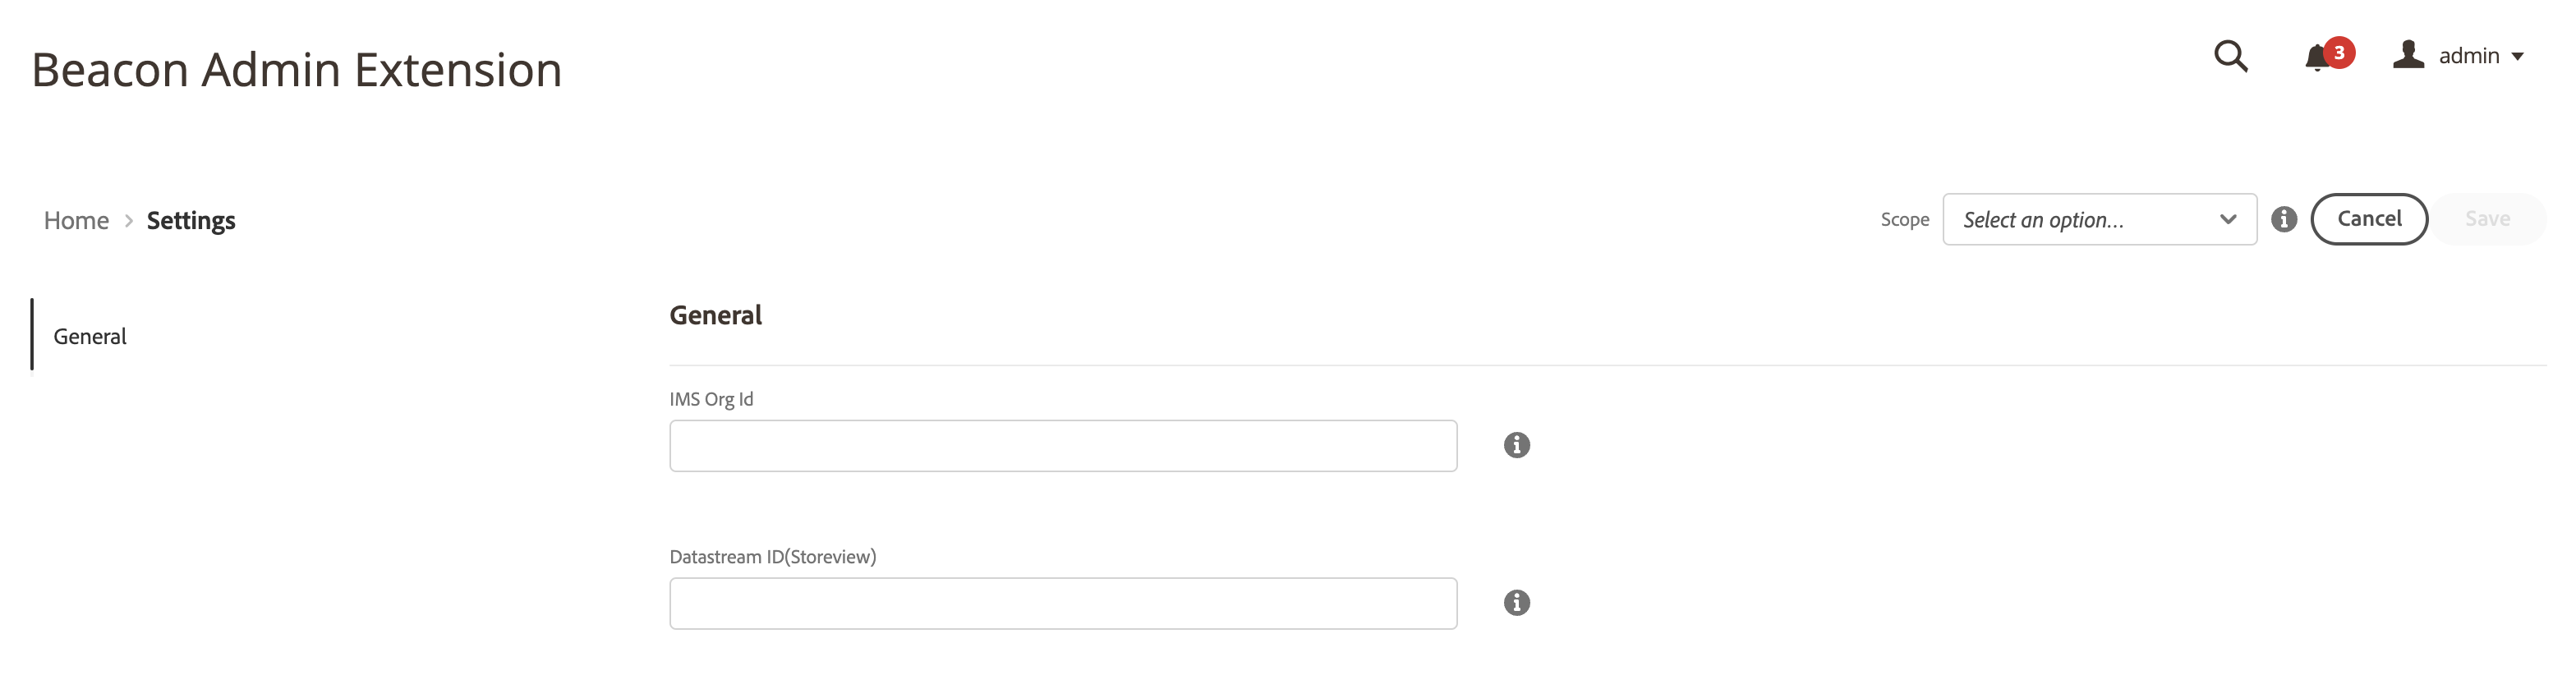 Beacon Admin Extension
3
admin
Home > Settings
Scope
Select an option...
Cancel
Save
General
General
IMS Org Id
Datastream ID(Storeview)